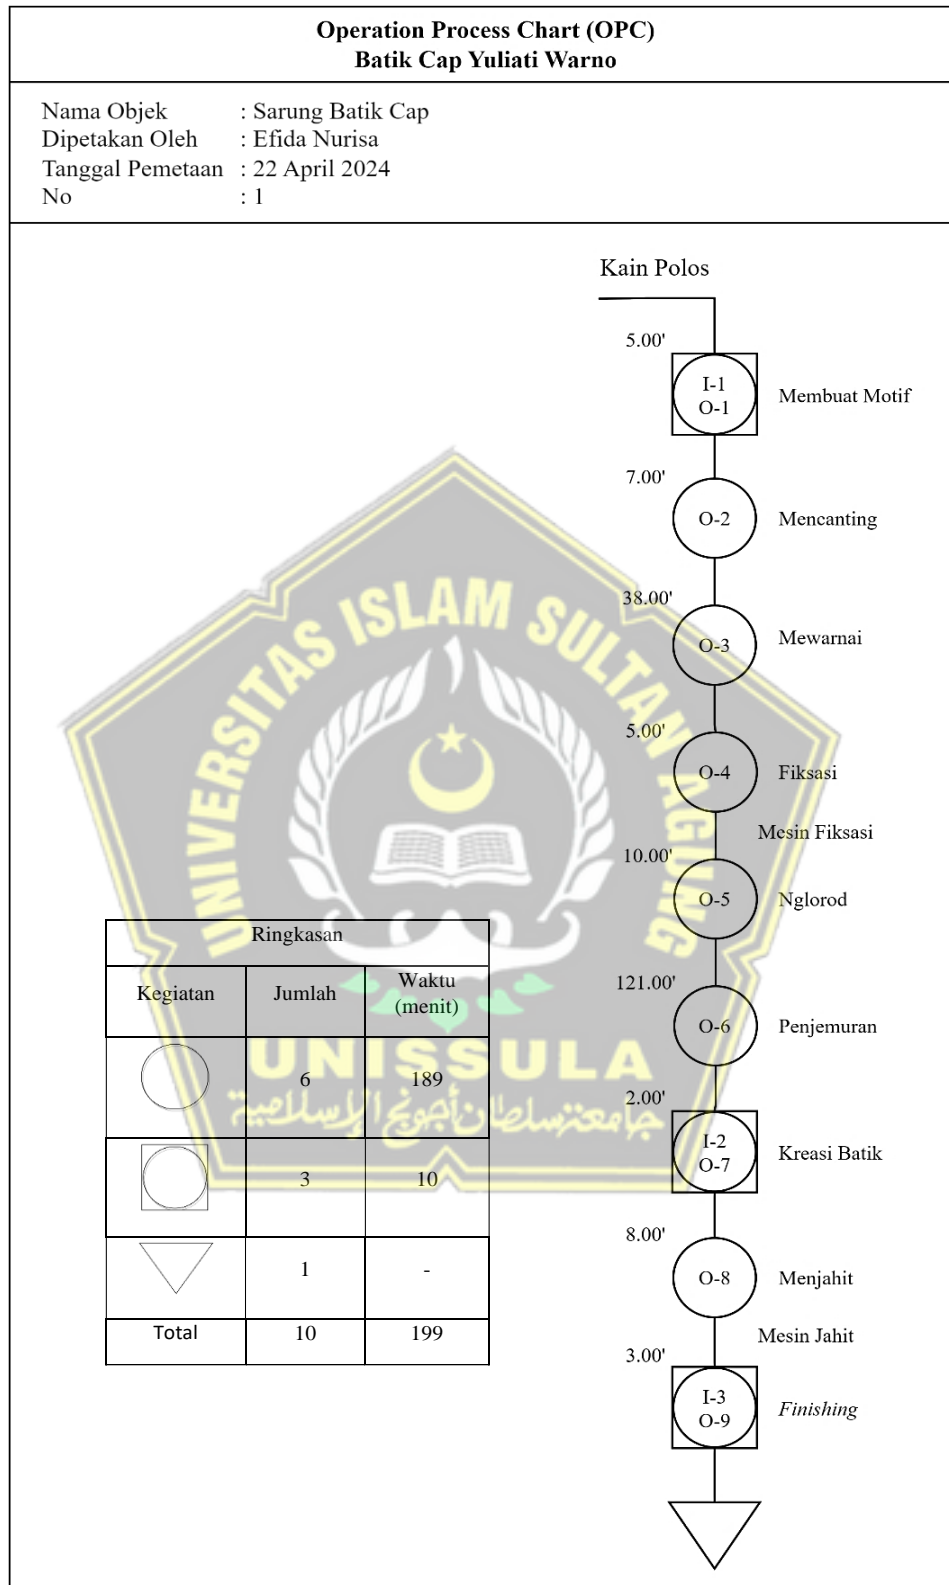 Operation Process Chart (OPC)
Batik Cap Yuliati Warno
Nama Objek : Sarung Batik Cap
Dipetakan Oleh : Efida Nurisa
Tanggal Pemetaan : 22 April 2024
No : 1
Kain Polos
5.00'
I-1
O-1
Membuat Motif
7.00'
O-2
Mencanting
38.00'
O-3
Mewarnai
5.00'
O-4
Fiksasi
Mesin Fiksasi
10.00'
O-5
Nglorod
121.00'
O-6
Penjemuran
2.00'
I-2
O-7
Kreasi Batik
8.00'
O-8
Menjahit
Mesin Jahit
3.00'
I-3
O-9
Finishing
Ringkasan
Kegiatan Jumlah Waktu
(menit)
6 189
3 10
1 -
Total 10 199
UNIVERSITAS ISLAM SULTAN AGUNG
UNISSULA
جامعتسلطان أجونج الإسلامية